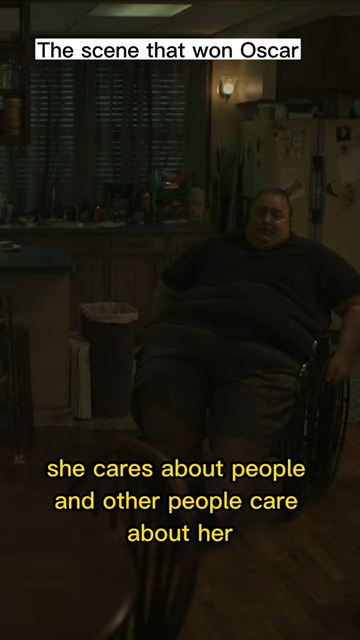 The scene that won Oscar
she cares about people
and other people care
about her